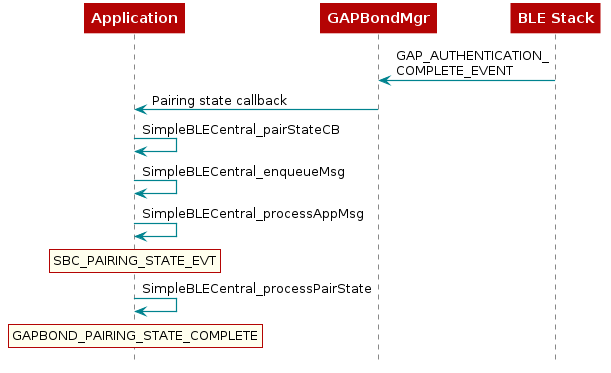 Application
GAPBondMgr
BLE Stack
GAP_AUTHENTICATION_
COMPLETE_EVENT
Pairing state callback
SimpleBLECentral_pairStateCB
SimpleBLECentral_enqueueMsg
SimpleBLECentral_processAppMsg
SBC_PAIRING_STATE_EVT
SimpleBLECentral_processPairState
GAPBOND_PAIRING_STATE_COMPLETE